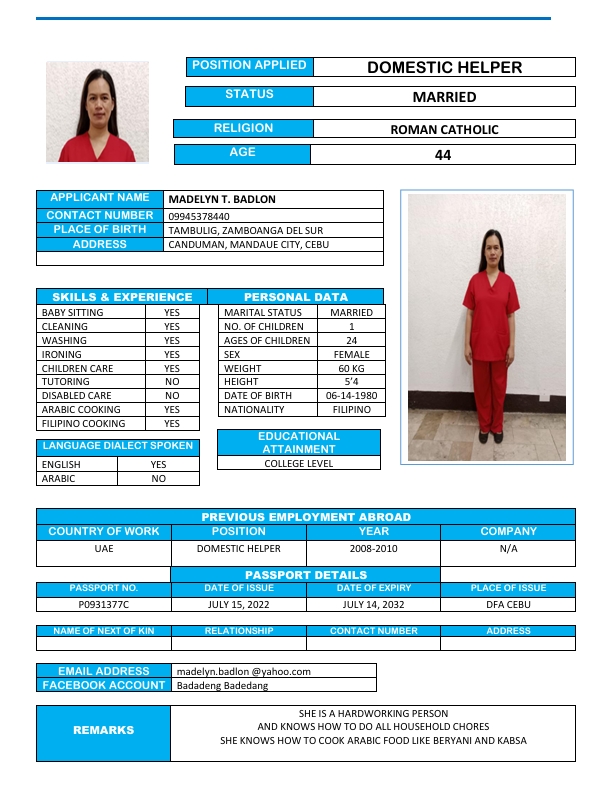 POSITION APPLIED DOMESTIC HELPER
STATUS MARRIED
RELIGION ROMAN CATHOLIC
AGE 44
APPLICANT NAME MADELYN T. BADLON
CONTACT NUMBER 09945378440
PLACE OF BIRTH TAMBULIG, ZAMBOANGA DEL SUR
ADDRESS CANDUMAN, MANDAUE CITY, CEBU
SKILLS & EXPERIENCE
BABY SITTING YES
CLEANING YES
WASHING YES
IRONING YES
CHILDREN CARE YES
TUTORING NO
DISABLED CARE NO
ARABIC COOKING YES
FILIPINO COOKING YES
LANGUAGE DIALECT SPOKEN
ENGLISH YES
ARABIC NO
PERSONAL DATA
MARITAL STATUS MARRIED
NO. OF CHILDREN 1
AGES OF CHILDREN 24
SEX FEMALE
WEIGHT 60 KG
HEIGHT 5'4
DATE OF BIRTH 06-14-1980
NATIONALITY FILIPINO
EDUCATIONAL
ATTAINMENT
COLLEGE LEVEL
PREVIOUS EMPLOYMENT ABROAD
COUNTRY OF WORK POSITION YEAR COMPANY
UAE DOMESTIC HELPER 2008-2010 N/A
PASSPORT DETAILS
PASSPORT NO. DATE OF ISSUE DATE OF EXPIRY PLACE OF ISSUE
P0931377C JULY 15, 2022 JULY 14, 2032 DFA CEBU
NAME OF NEXT OF KIN RELATIONSHIP CONTACT NUMBER ADDRESS
EMAIL ADDRESS madelyn.badlon @yahoo.com
FACEBOOK ACCOUNT Badadeng Badedang
REMARKS
SHE IS A HARDWORKING PERSON
AND KNOWS HOW TO DO ALL HOUSEHOLD CHORES
SHE KNOWS HOW TO COOK ARABIC FOOD LIKE BERYANI AND KABSA